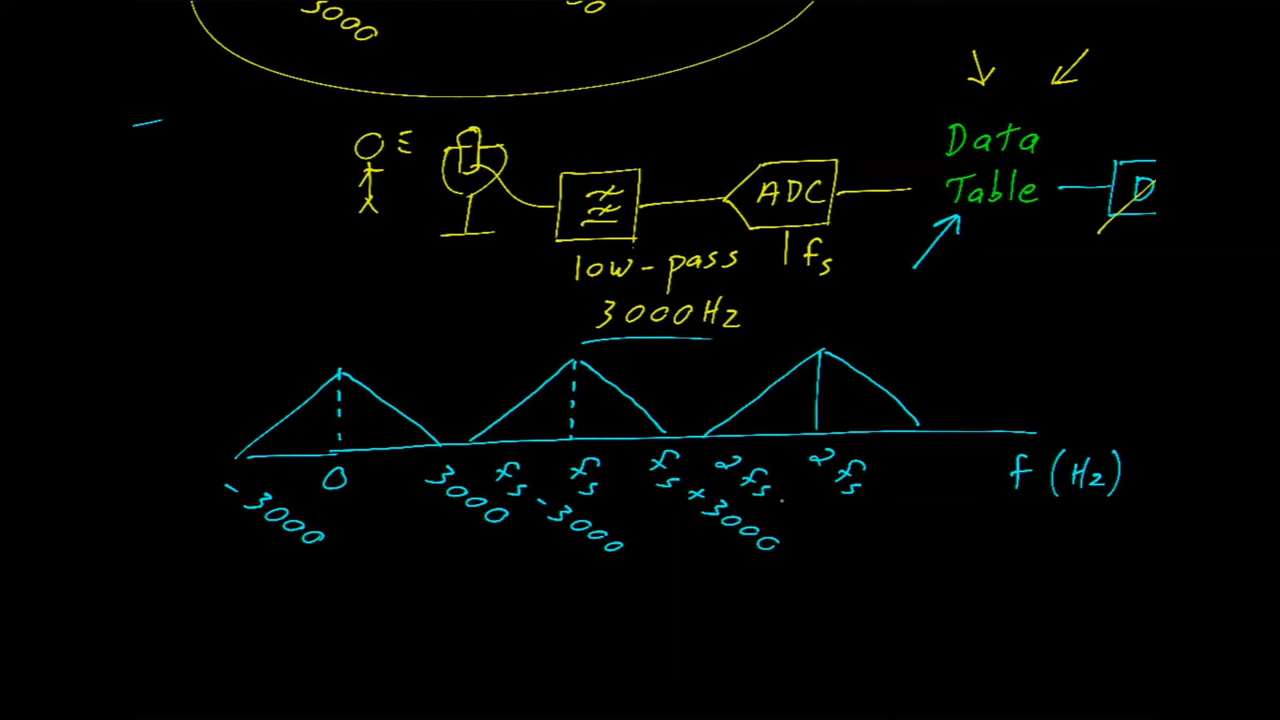 3000
Data
Table
ADC
D
low-pass
fs
3000Hz
-3000
0
3000
fs-3000
fs
fs+3000
2fs
2fs
f (Hz)